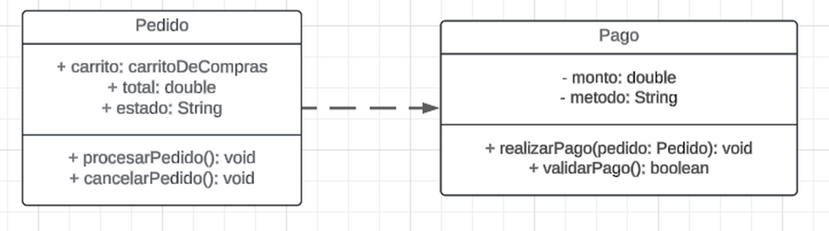 Pedido
+ carrito: carritoDeCompras
+ total: double
+ estado: String
+ procesarPedido(): void
+ cancelarPedido(): void
Pago
- monto: double
- metodo: String
+ realizarPago(pedido: Pedido): void
+ validarPago(): boolean